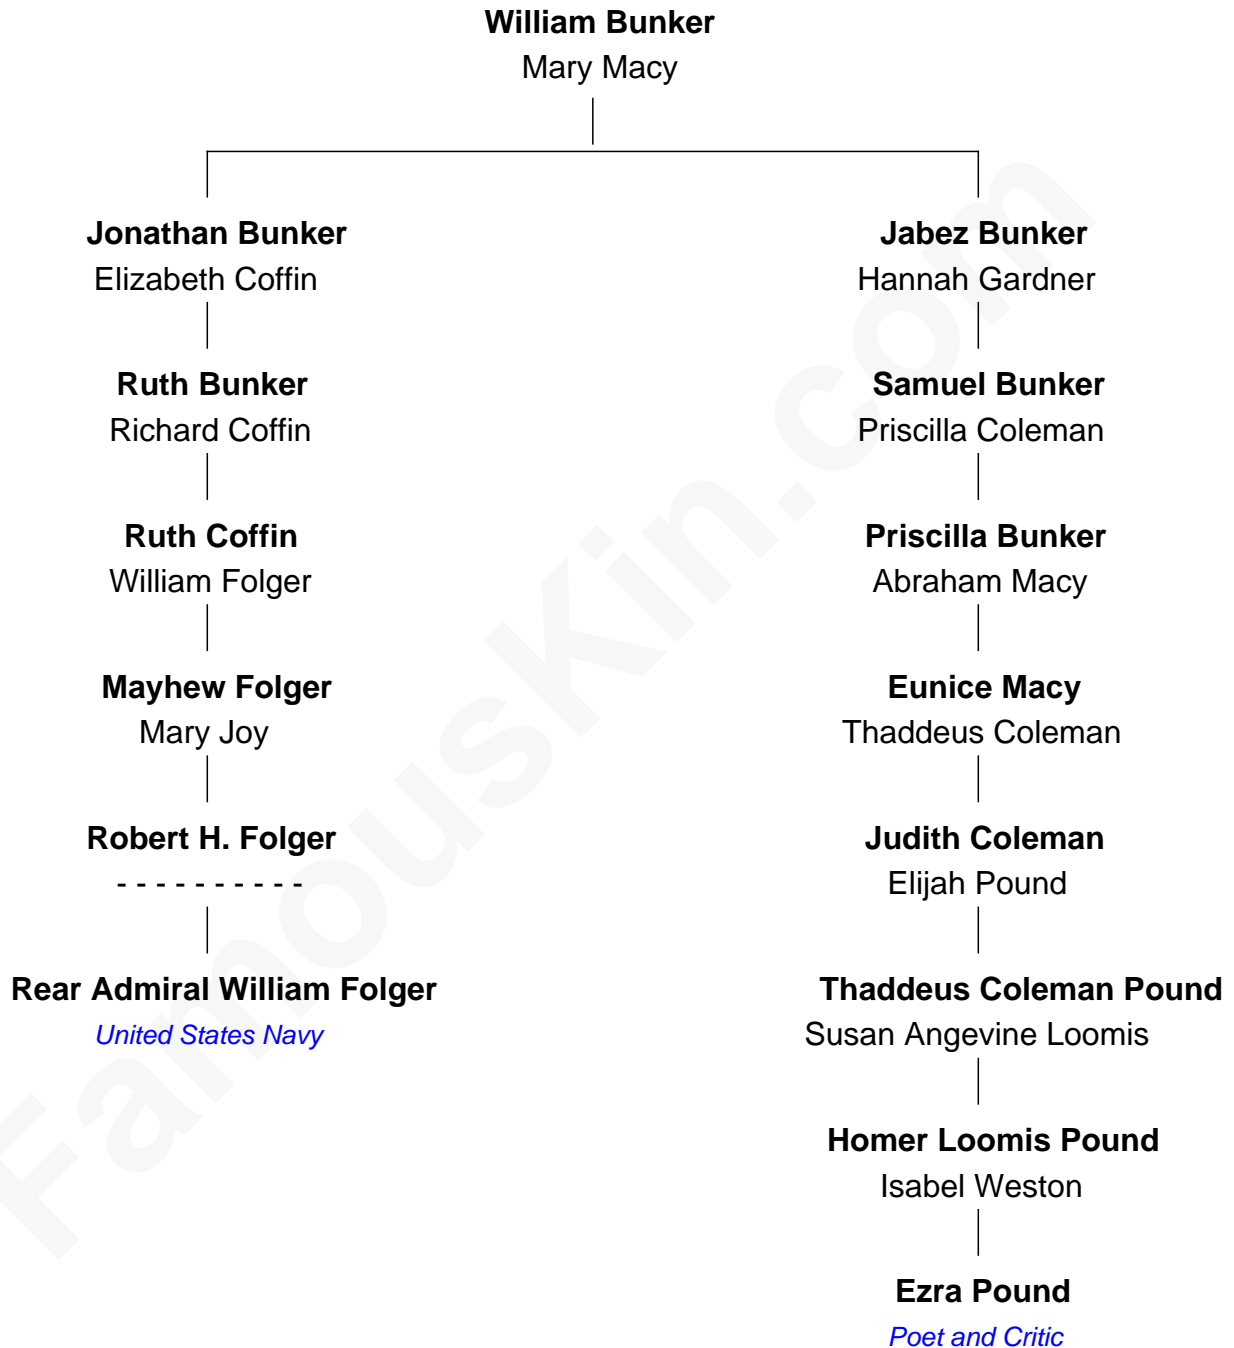 William Bunker
Mary Macy
Jonathan Bunker
Elizabeth Coffin
Jabez Bunker
Hannah Gardner
Ruth Bunker
Richard Coffin
Samuel Bunker
Priscilla Coleman
Ruth Coffin
William Folger
Priscilla Bunker
Abraham Macy
Mayhew Folger
Mary Joy
Eunice Macy
Thaddeus Coleman
Robert H. Folger
- - - - - - - - - -
Judith Coleman
Elijah Pound
Rear Admiral William Folger
United States Navy
Thaddeus Coleman Pound
Susan Angevine Loomis
Homer Loomis Pound
Isabel Weston
Ezra Pound
Poet and Critic
FamousKin.com